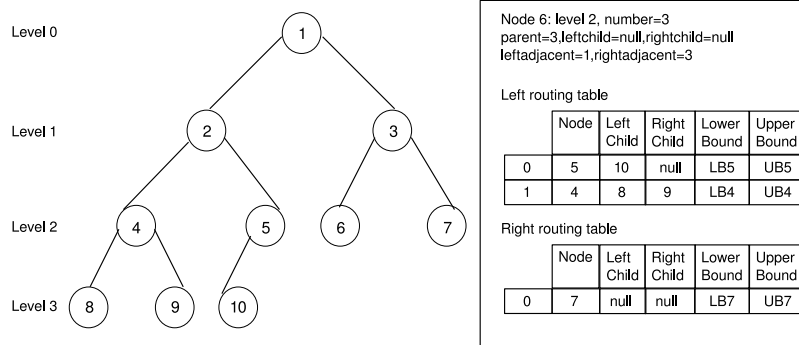 Level 0
1
Level 1
2
3
Level 2
4
5
6
7
Level 3
8
9
10
Node 6: level 2, number=3
parent=3,leftchild=null,rightchild=null
leftadjacent=1,rightadjacent=3
Left routing table
Node Left Child Right Child Lower Bound Upper Bound
0 5 10 null LB5 UB5
1 4 8 9 LB4 UB4
Right routing table
Node Left Child Right Child Lower Bound Upper Bound
0 7 null null LB7 UB7